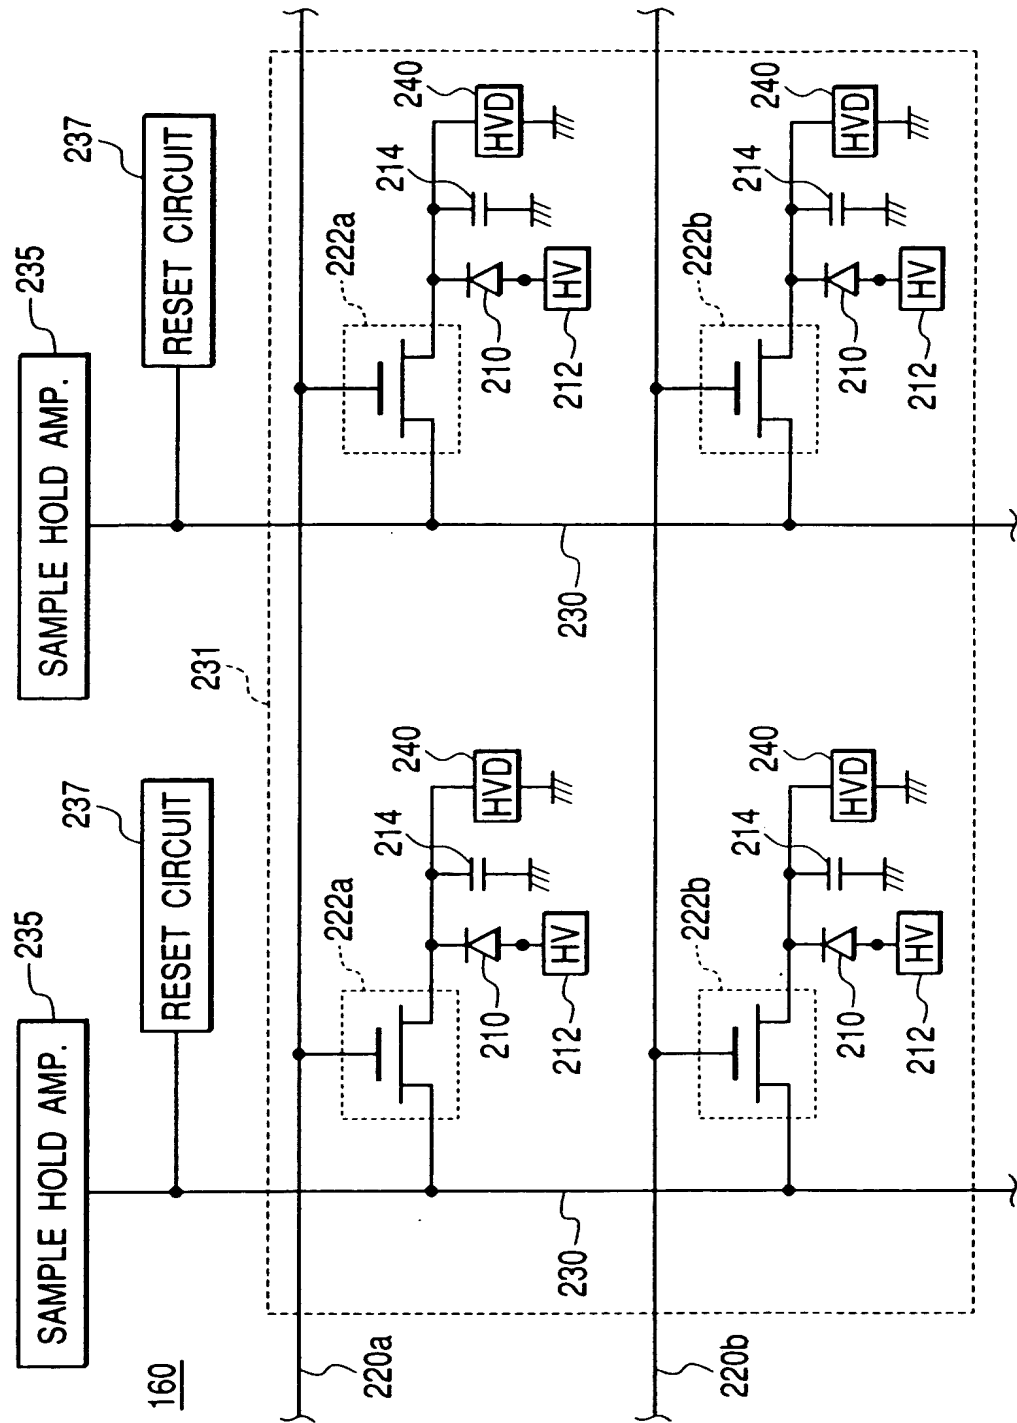 160
SAMPLE HOLD AMP.
235
SAMPLE HOLD AMP.
235
RESET CIRCUIT
237
RESET CIRCUIT
237
231
220a
222a
214
240
HVD
210
HV
212
230
222a
214
240
HVD
210
HV
212
230
220b
222b
214
240
HVD
210
HV
212
222b
214
240
HVD
210
HV
212